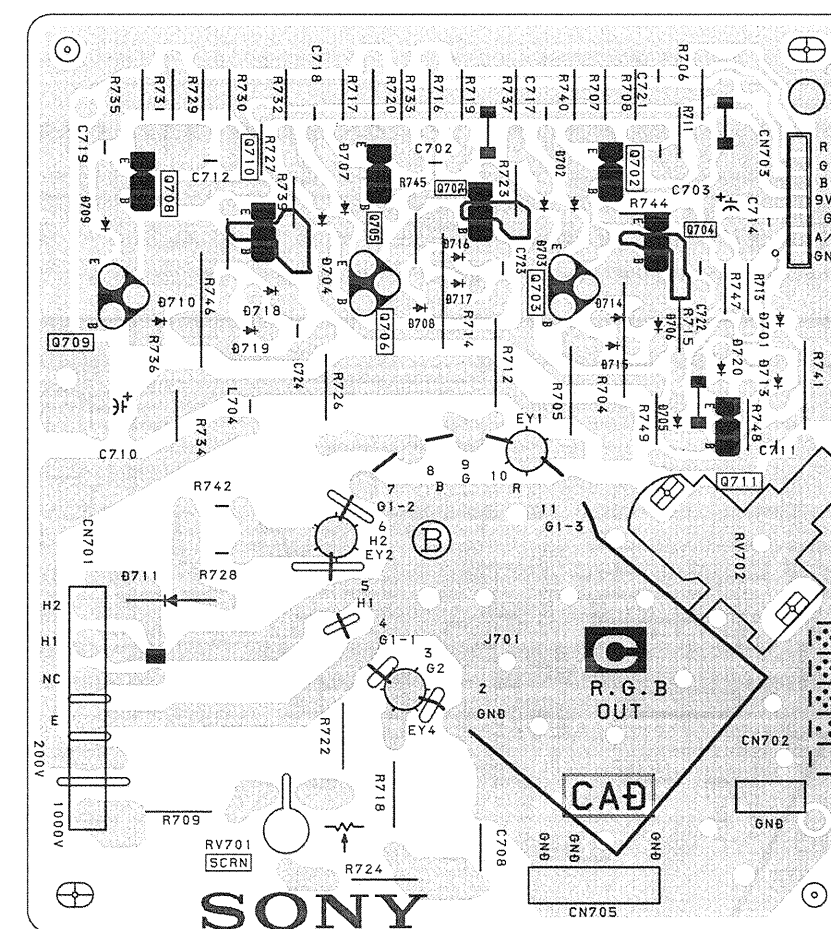 R735
R731
R729
R730
R732
C718
R717
R720
R733
R716
R719
R737
C717
R740
R707
R708
C721
R706
R711
CN703
C719
E
Q708
C712
Q710
R727
R739
D707
E
C702
R745
Q707
R723
D702
E
Q702
R744
C703
C714
Q704
R
G
B
9V
G
A/
GN
D709
B
E
B
Q705
D716
C723
D703
Q703
E
B
D710
R746
D718
D719
D704
E
B
Q706
D708
D717
R714
D714
D715
D706
R715
C722
R747
R713
D701
D720
D713
R741
Q709
R736
C724
R726
R712
R705
R704
R749
D705
E
B
R748
C711
Q711
L704
R734
C710
EY1
R742
8
B
9
G
10
R
7
G1-2
11
G1-3
6
H2
EY2
B
CN701
D711
R728
5
H1
4
G1-1
3
G2
2
GND
EY4
J701
C
R.G.B
OUT
RV702
H2
H1
NC
E
200V
1000V
R722
R718
R709
RV701
SCRN
R724
C708
CAD
GND
GND
GND
CN705
CN702
GND
SONY